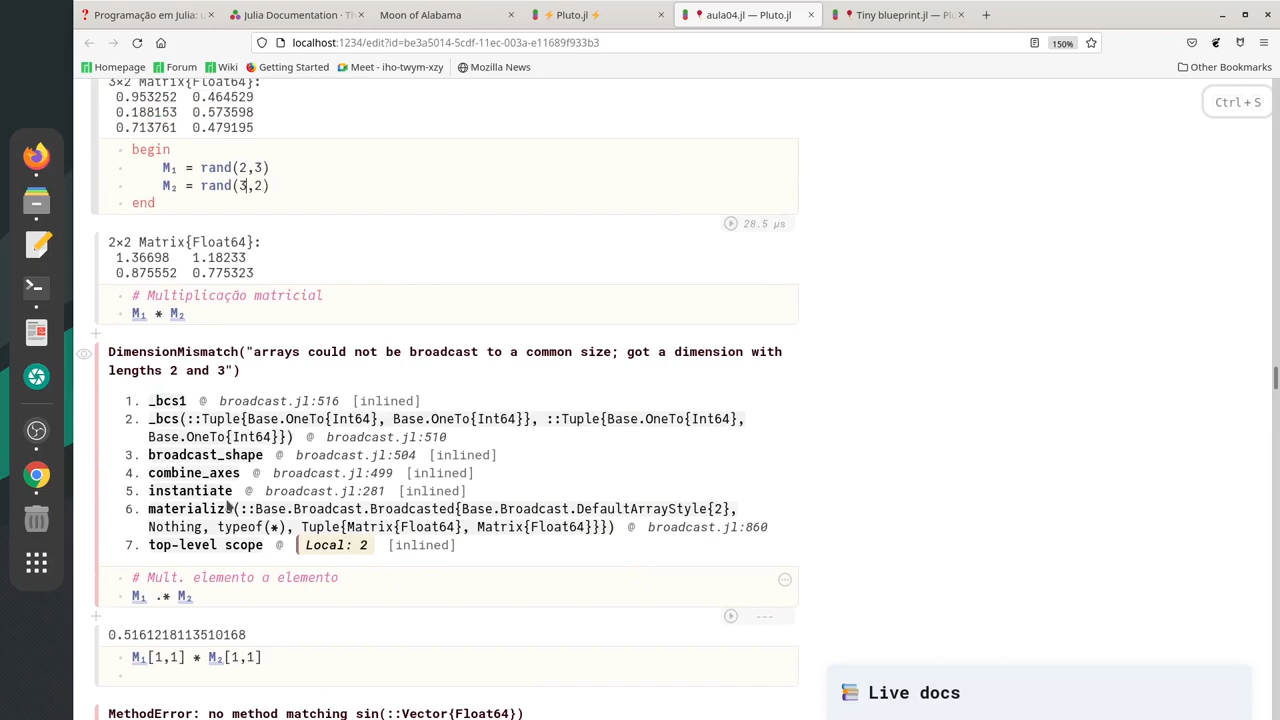 Programação em Julia: u
Julia Documentation · Th
Moon of Alabama
⚡ Pluto.jl ⚡
aula04.jl — Pluto.jl
Tiny blueprint.jl — Plu
localhost:1234/edit?id=be3a5014-5cdf-11ec-003a-e11689f933b3
150%
Homepage
Forum
Wiki
Getting Started
Meet - iho-twym-xzy
Mozilla News
Other Bookmarks
3×2 Matrix{Float64}:
Ctrl + S
0.953252 0.464529
0.188153 0.573598
0.713761 0.479195
begin
M₁ = rand(2,3)
M₂ = rand(3,2)
end
28.5 μs
2×2 Matrix{Float64}:
1.36698 1.18233
0.875552 0.775323
# Multiplicação matricial
M₁ * M₂
DimensionMismatch("arrays could not be broadcast to a common size; got a dimension with
lengths 2 and 3")
1. _bcs1 @ broadcast.jl:516 [inlined]
2. _bcs(::Tuple{Base.OneTo{Int64}, Base.OneTo{Int64}}, ::Tuple{Base.OneTo{Int64},
Base.OneTo{Int64}}) @ broadcast.jl:510
3. broadcast_shape @ broadcast.jl:504 [inlined]
4. combine_axes @ broadcast.jl:499 [inlined]
5. instantiate @ broadcast.jl:281 [inlined]
6. materialize(::Base.Broadcast.Broadcasted{Base.Broadcast.DefaultArrayStyle{2},
Nothing, typeof(*), Tuple{Matrix{Float64}, Matrix{Float64}}}) @ broadcast.jl:860
7. top-level scope @ Local: 2 [inlined]
# Mult. elemento a elemento
M₁ .* M₂
---
0.5161218113510168
M₁[1,1] * M₂[1,1]
Live docs
MethodError: no method matching sin(::Vector{Float64})